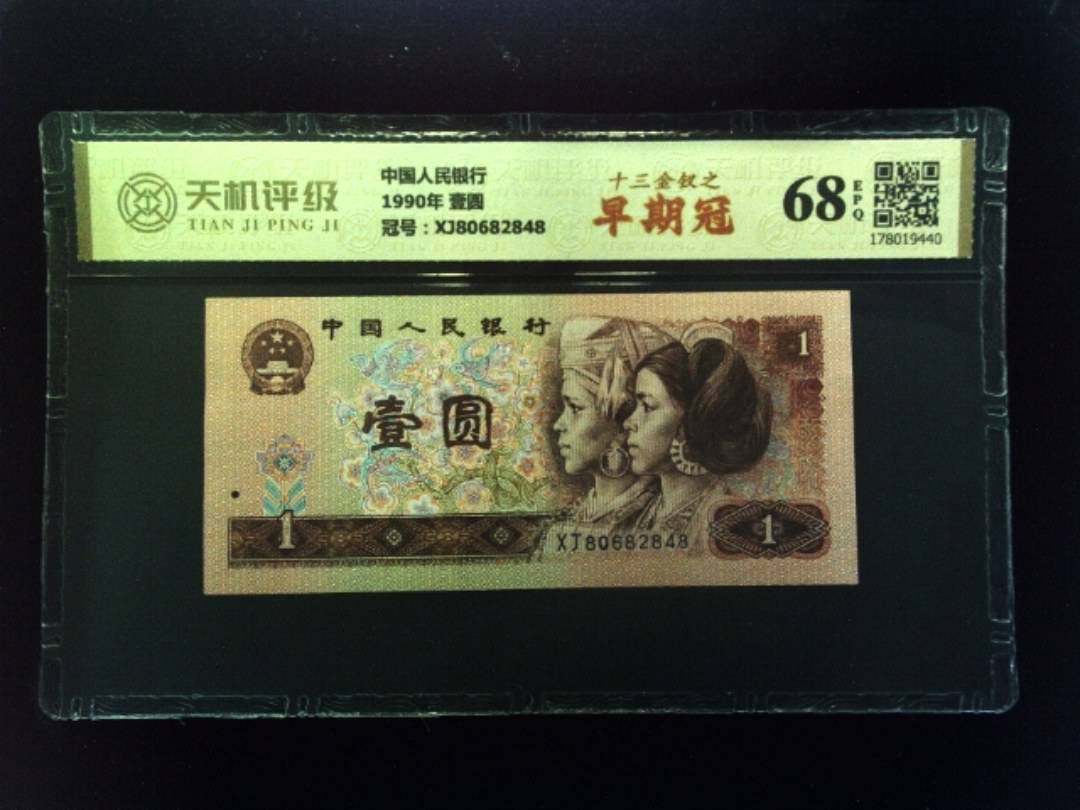 天机评级
TIAN JI PING JI
中国人民银行
1990年 壹圆
冠号：XJ80682848
十三金钗之
早期冠
68
EPQ
178019440
中国人民银行
1
壹圆
1
XJ80682848
1